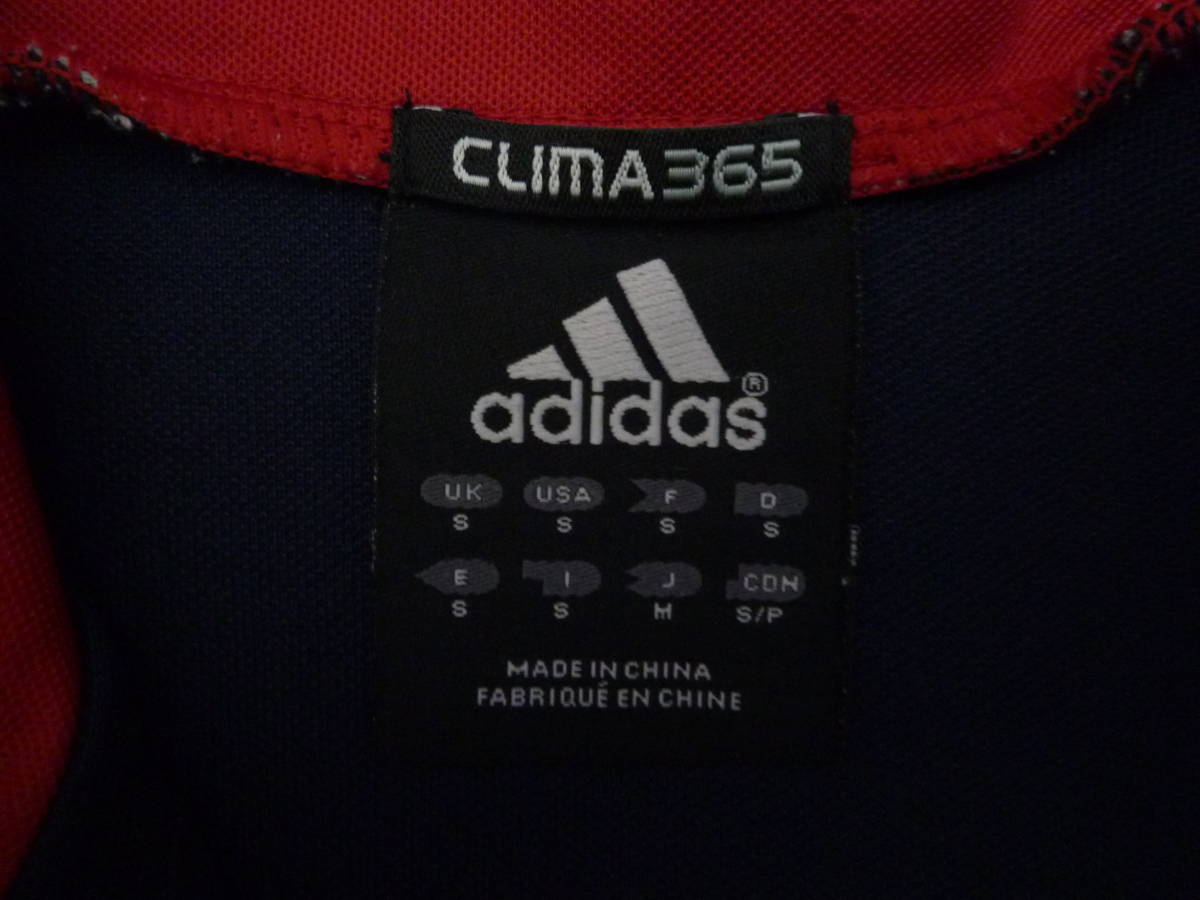 CLIMA365
adidas®
UK USA F D
S S S S
E I J CDN
S S M S/P
MADE IN CHINA
FABRIQUÉ EN CHINE